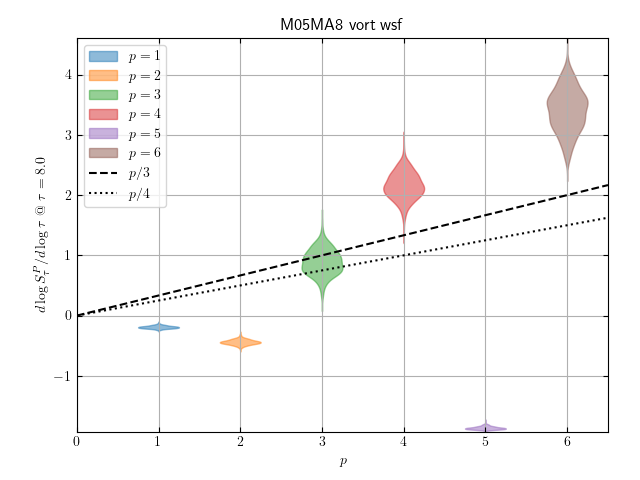 M05MA8 vort wsf
p = 1
p = 2
p = 3
p = 4
p = 5
p = 6
p/3
p/4
d log S_τ^P / d log τ @ τ = 8.0
4
3
2
1
0
−1
0 1 2 3 4 5 6
p